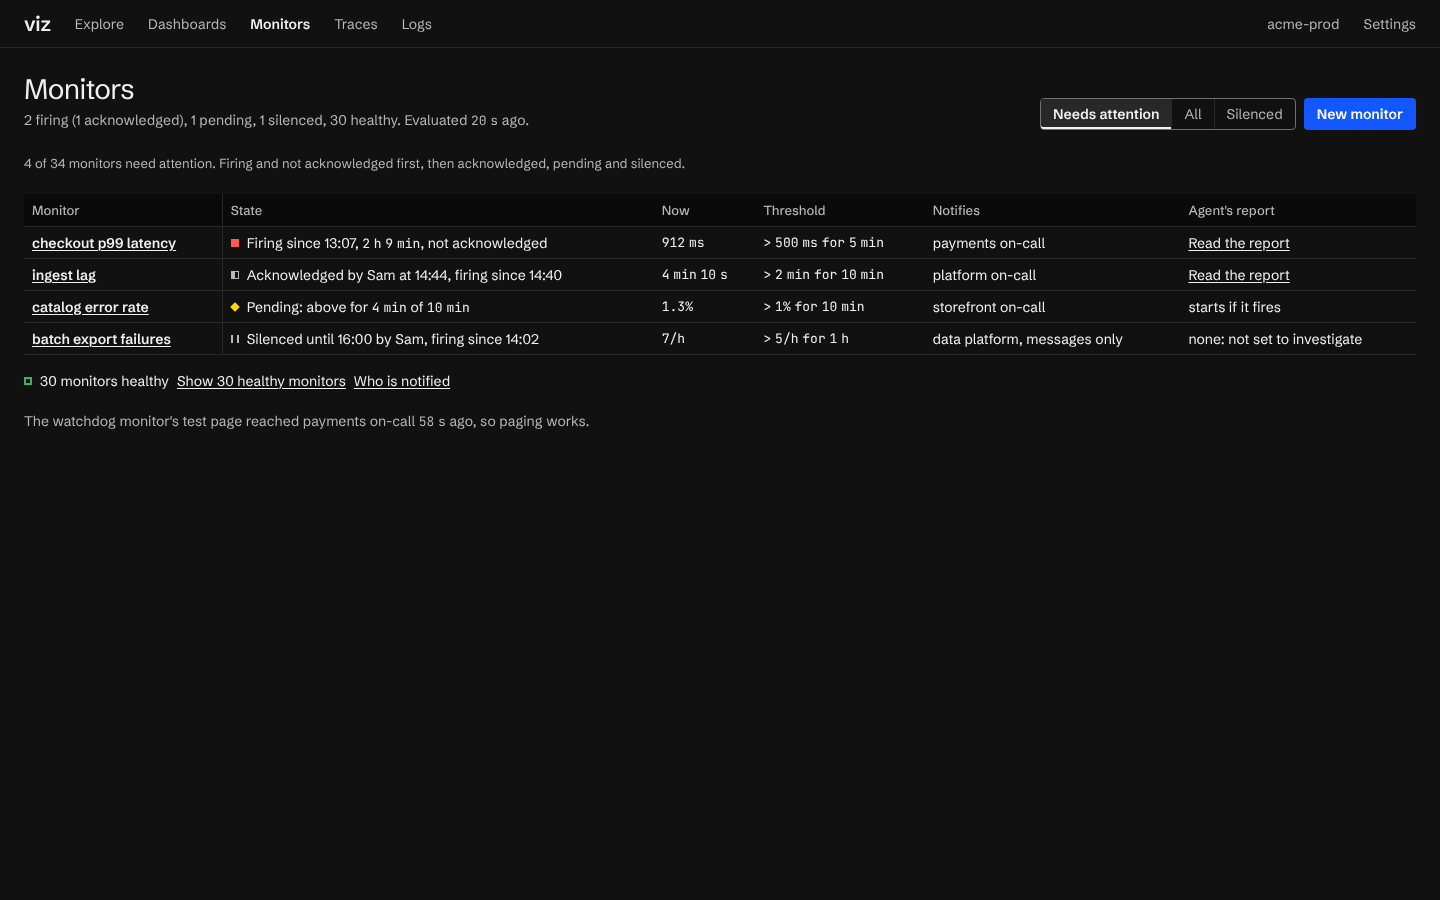 viz Explore Dashboards Monitors Traces Logs acme-prod Settings
Monitors
2 firing (1 acknowledged), 1 pending, 1 silenced, 30 healthy. Evaluated 20 s ago.
Needs attention All Silenced New monitor
4 of 34 monitors need attention. Firing and not acknowledged first, then acknowledged, pending and silenced.
Monitor State Now Threshold Notifies Agent's report
checkout p99 latency Firing since 13:07, 2 h 9 min, not acknowledged 912 ms > 500 ms for 5 min payments on-call Read the report
ingest lag Acknowledged by Sam at 14:44, firing since 14:40 4 min 10 s > 2 min for 10 min platform on-call Read the report
catalog error rate Pending: above for 4 min of 10 min 1.3% > 1% for 10 min storefront on-call starts if it fires
batch export failures Silenced until 16:00 by Sam, firing since 14:02 7/h > 5/h for 1 h data platform, messages only none: not set to investigate
30 monitors healthy Show 30 healthy monitors Who is notified
The watchdog monitor's test page reached payments on-call 58 s ago, so paging works.